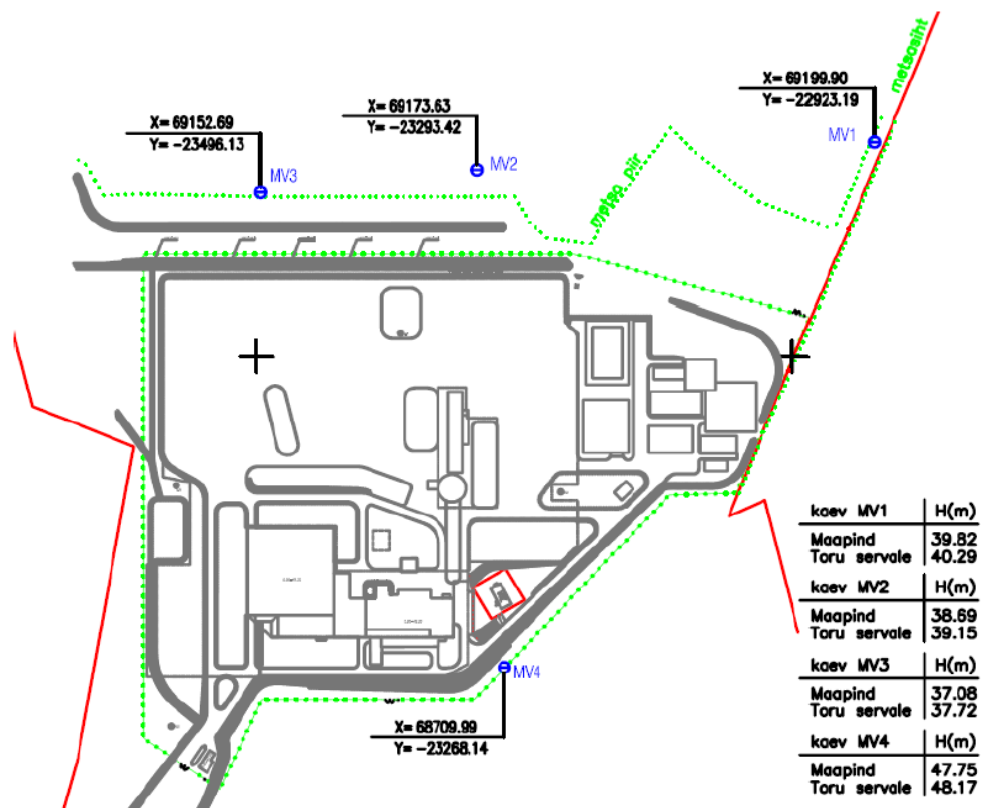 metsasiht
X= 69199.90
Y= -22923.19
MV1
X= 69173.63
Y= -23293.42
MV2
X= 69152.69
Y= -23496.13
MV3
metsa piir
MV4
X= 68709.99
Y= -23268.14
kaev MV1 H(m)
Maapind 39.82
Toru servale 40.29
kaev MV2 H(m)
Maapind 38.69
Toru servale 39.15
kaev MV3 H(m)
Maapind 37.08
Toru servale 37.72
kaev MV4 H(m)
Maapind 47.75
Toru servale 48.17